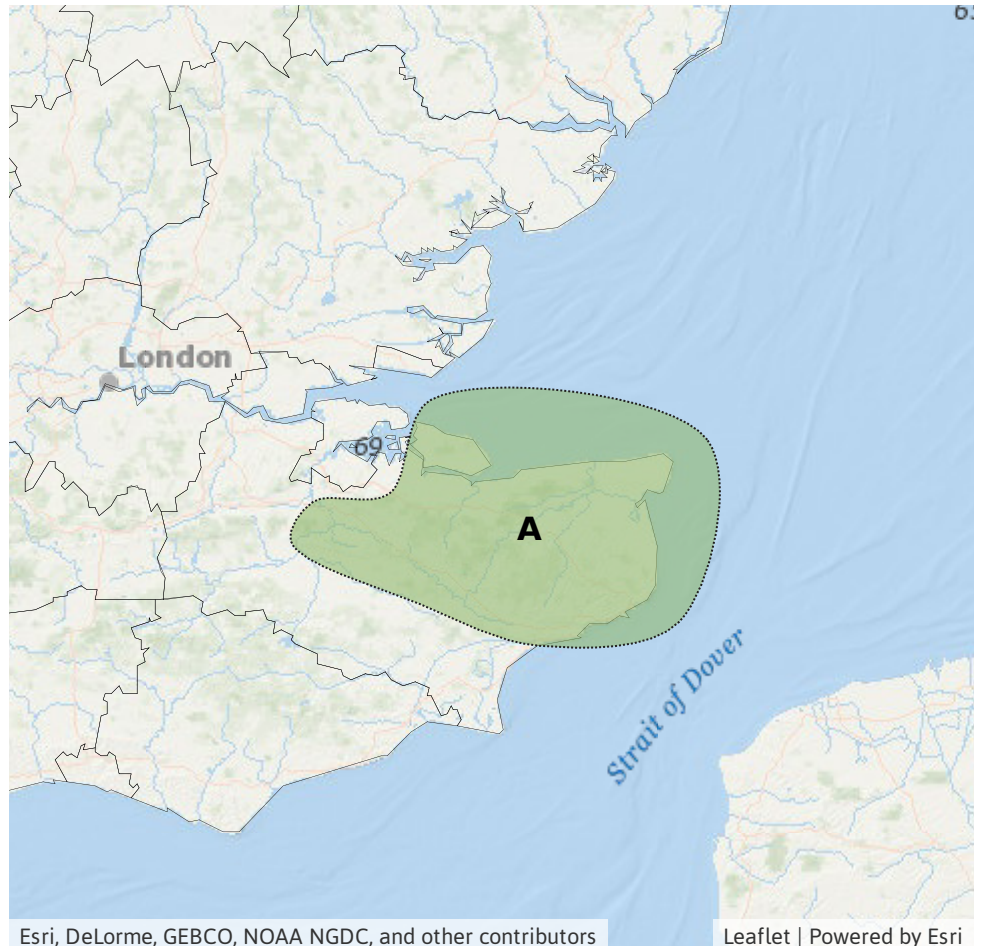 London
69
A
Strait of Dover
Esri, DeLorme, GEBCO, NOAA NGDC, and other contributors
Leaflet | Powered by Esri